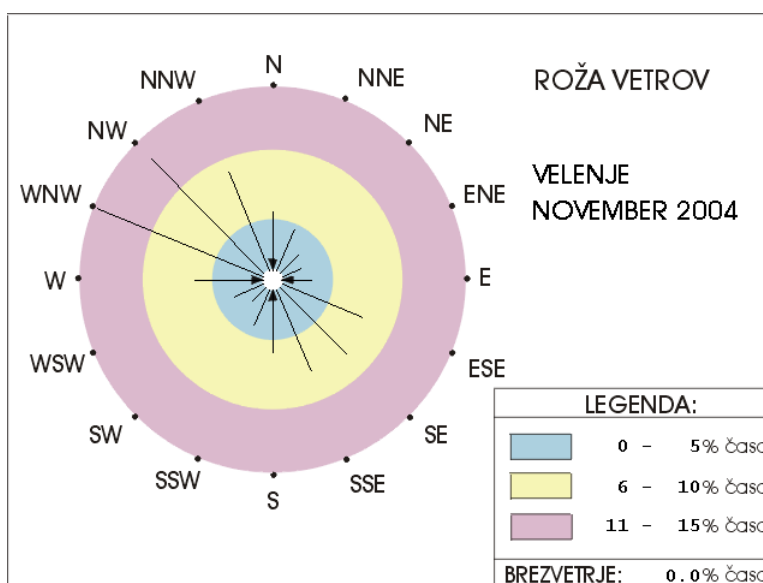 ROŽA VETROV
VELENJE
NOVEMBER 2004
N
NNE
NE
ENE
E
ESE
SE
SSE
S
SSW
SW
WSW
W
WNW
NW
NNW
LEGENDA:
0 - 5% časa
6 - 10% časa
11 - 15% časa
BREZVETRJE: 0.0% časa